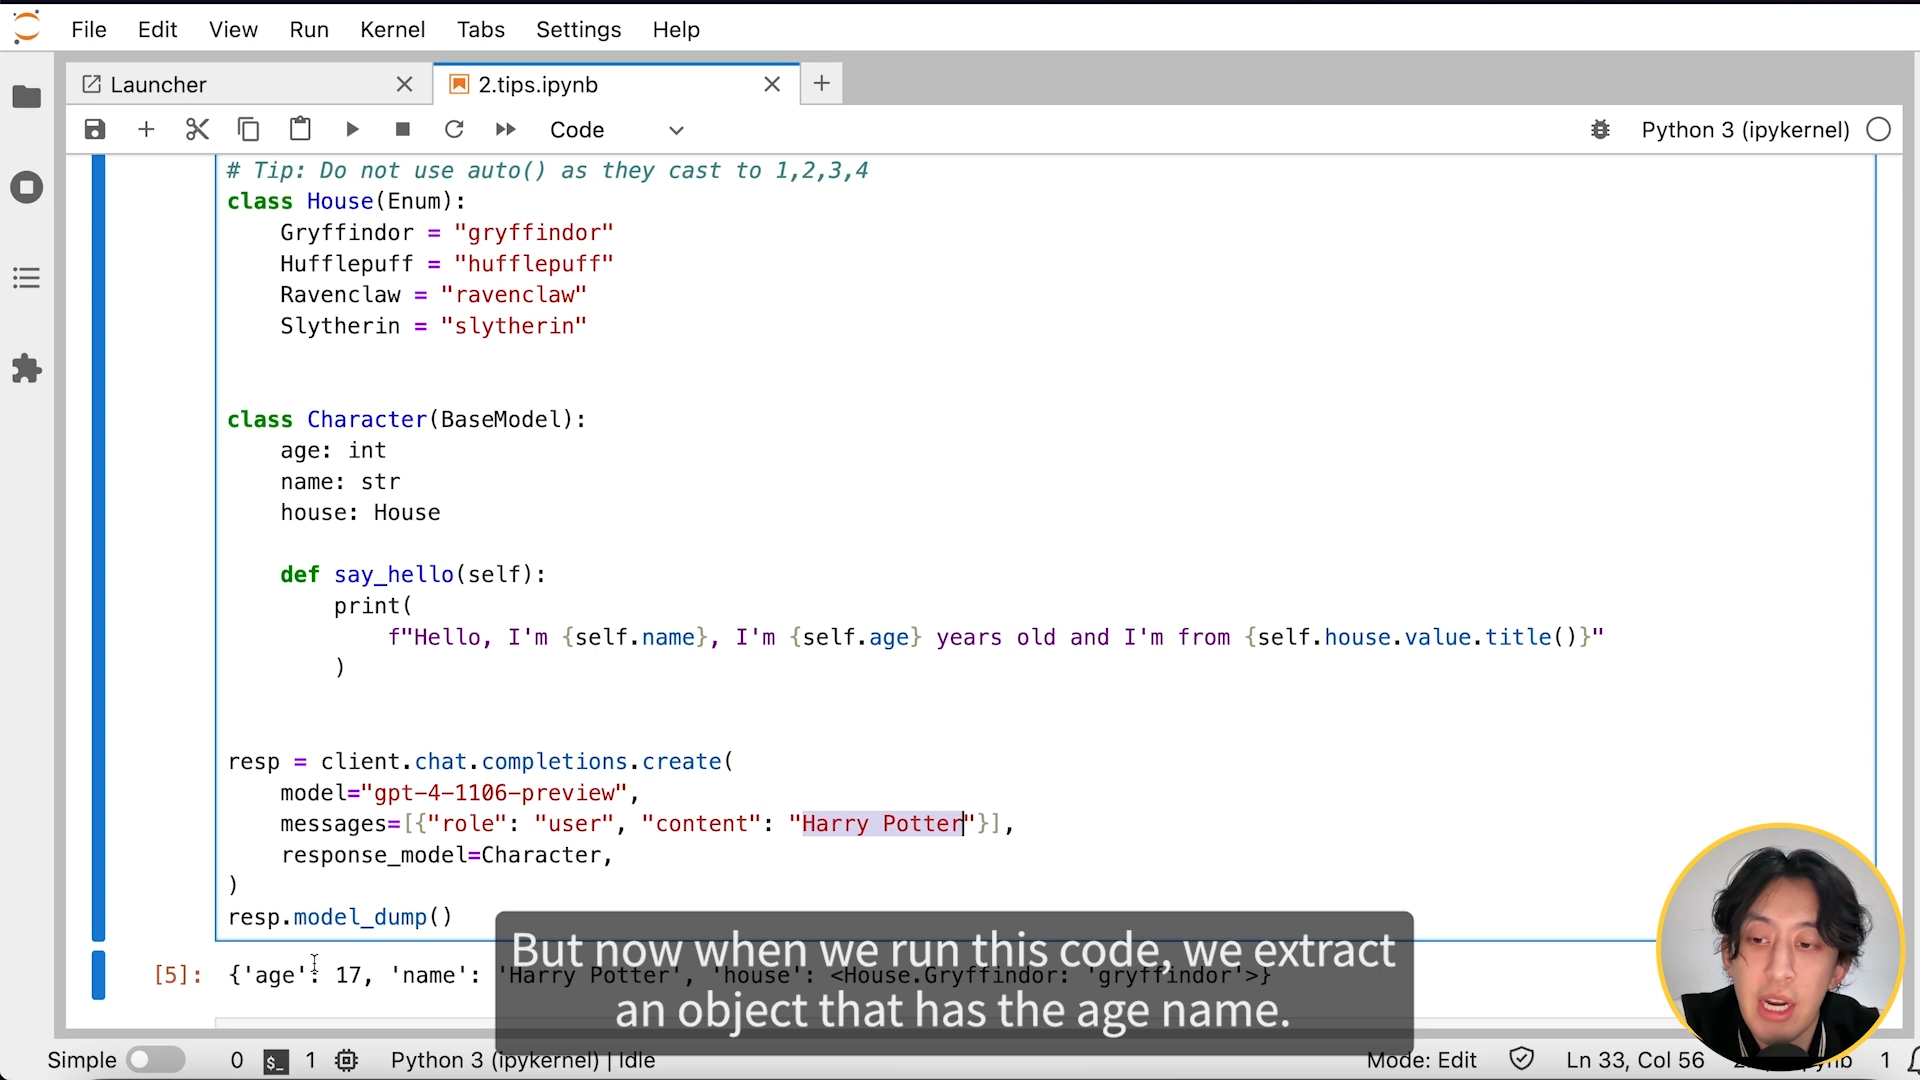 File Edit View Run Kernel Tabs Settings Help
Launcher 2.tips.ipynb
Code Python 3 (ipykernel)
# Tip: Do not use auto() as they cast to 1,2,3,4
class House(Enum):
    Gryffindor = "gryffindor"
    Hufflepuff = "hufflepuff"
    Ravenclaw = "ravenclaw"
    Slytherin = "slytherin"
class Character(BaseModel):
    age: int
    name: str
    house: House
    def say_hello(self):
        print(
            f"Hello, I'm {self.name}, I'm {self.age} years old and I'm from {self.house.value.title()}"
        )
resp = client.chat.completions.create(
    model="gpt-4-1106-preview",
    messages=[{"role": "user", "content": "Harry Potter"}],
    response_model=Character,
)
resp.model_dump()
[5]: {'age': 17, 'name': 'Harry Potter', 'house': <House.Gryffindor: 'gryffindor'>}
But now when we run this code, we extract
an object that has the age name.
Simple 0 $_ 1 Python 3 (ipykernel) | Idle Mode: Edit Ln 33, Col 56 1